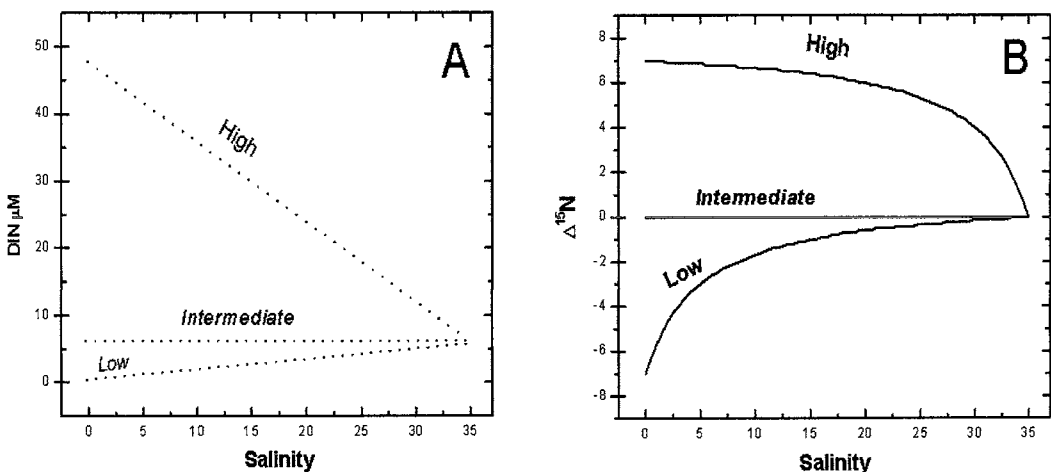 A
50
40
30
20
10
0
DIN μM
High
Intermediate
Low
0 5 10 15 20 25 30 35
Salinity
B
8
6
4
2
0
-2
-4
-6
-8
Δ¹⁵N
High
Intermediate
Low
0 5 10 15 20 25 30 35
Salinity